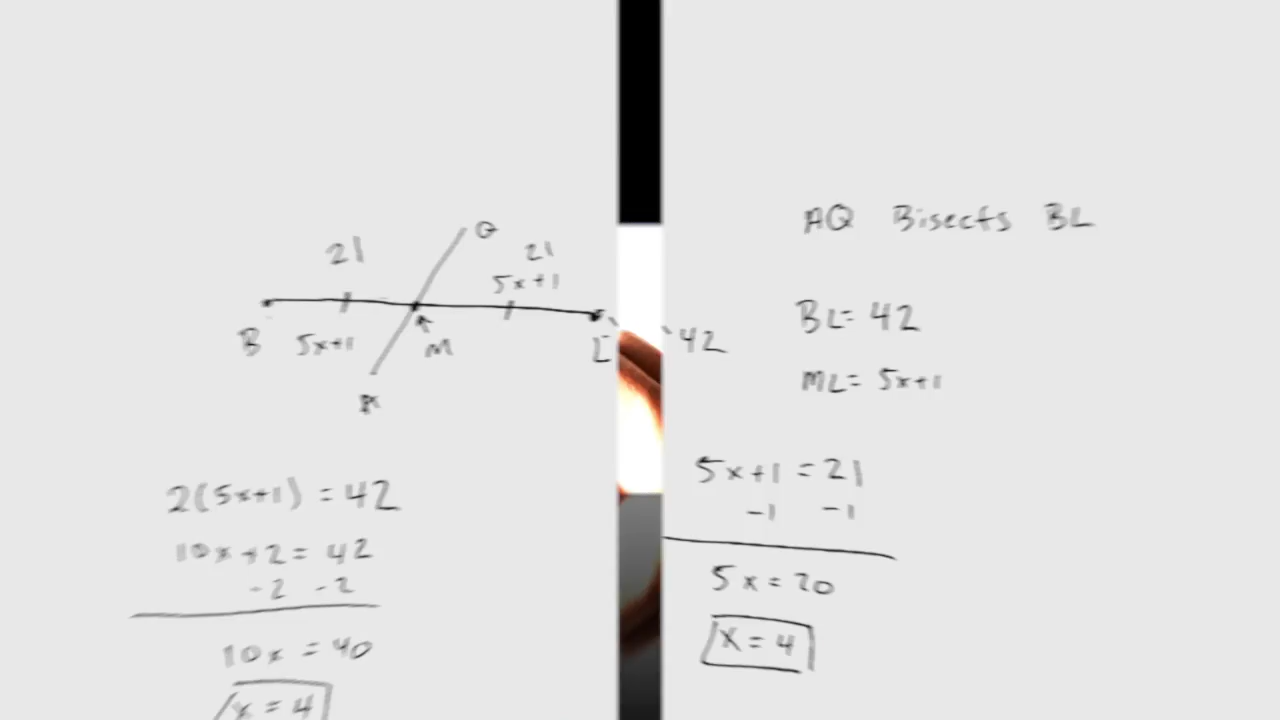 AQ Bisects BL
Q
21
21
5x+1
BL= 42
B
5x+1
M
L
42
ML= 5x+1
2(5x+1) = 42
10x+2= 42
-2 -2
10x = 40
x = 4
5x+1 = 21
-1 -1
5x = 20
x = 4